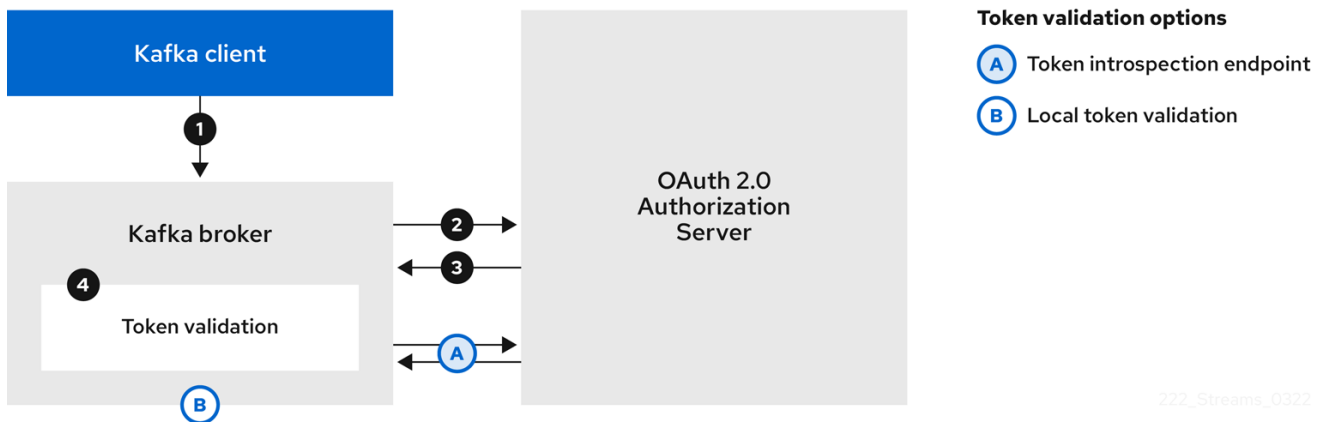 Kafka client
1
Kafka broker
4
Token validation
B
2
3
A
OAuth 2.0
Authorization
Server
Token validation options
A Token introspection endpoint
B Local token validation
222_Streams_0322